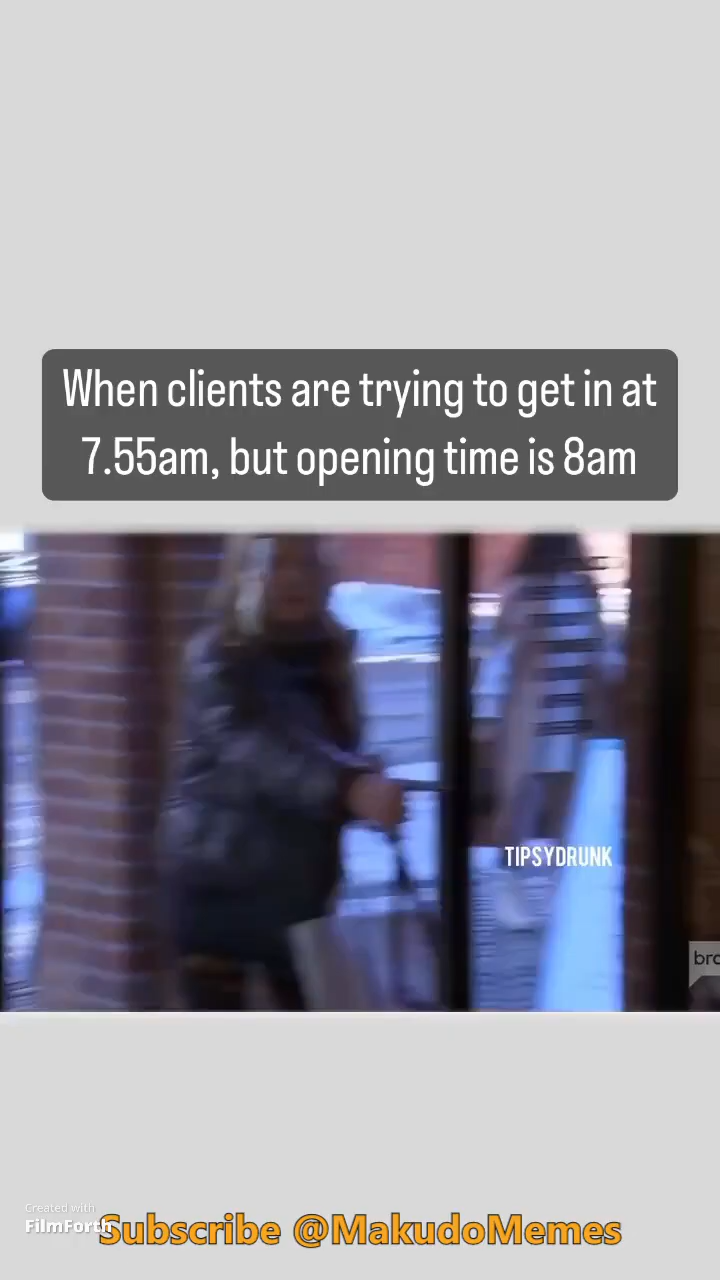 When clients are trying to get in at
7.55am, but opening time is 8am
TIPSYDRUNK
Created with
FilmForth
Subscribe @MakudoMemes